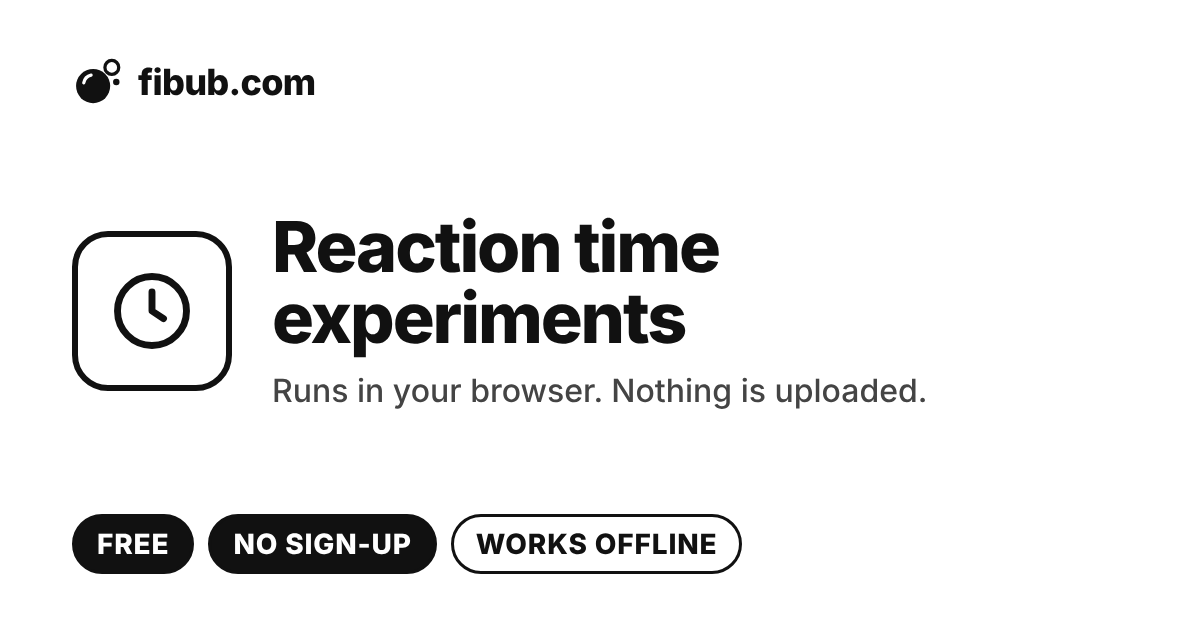 fibub.com
Reaction time
experiments
Runs in your browser. Nothing is uploaded.
FREE
NO SIGN-UP
WORKS OFFLINE